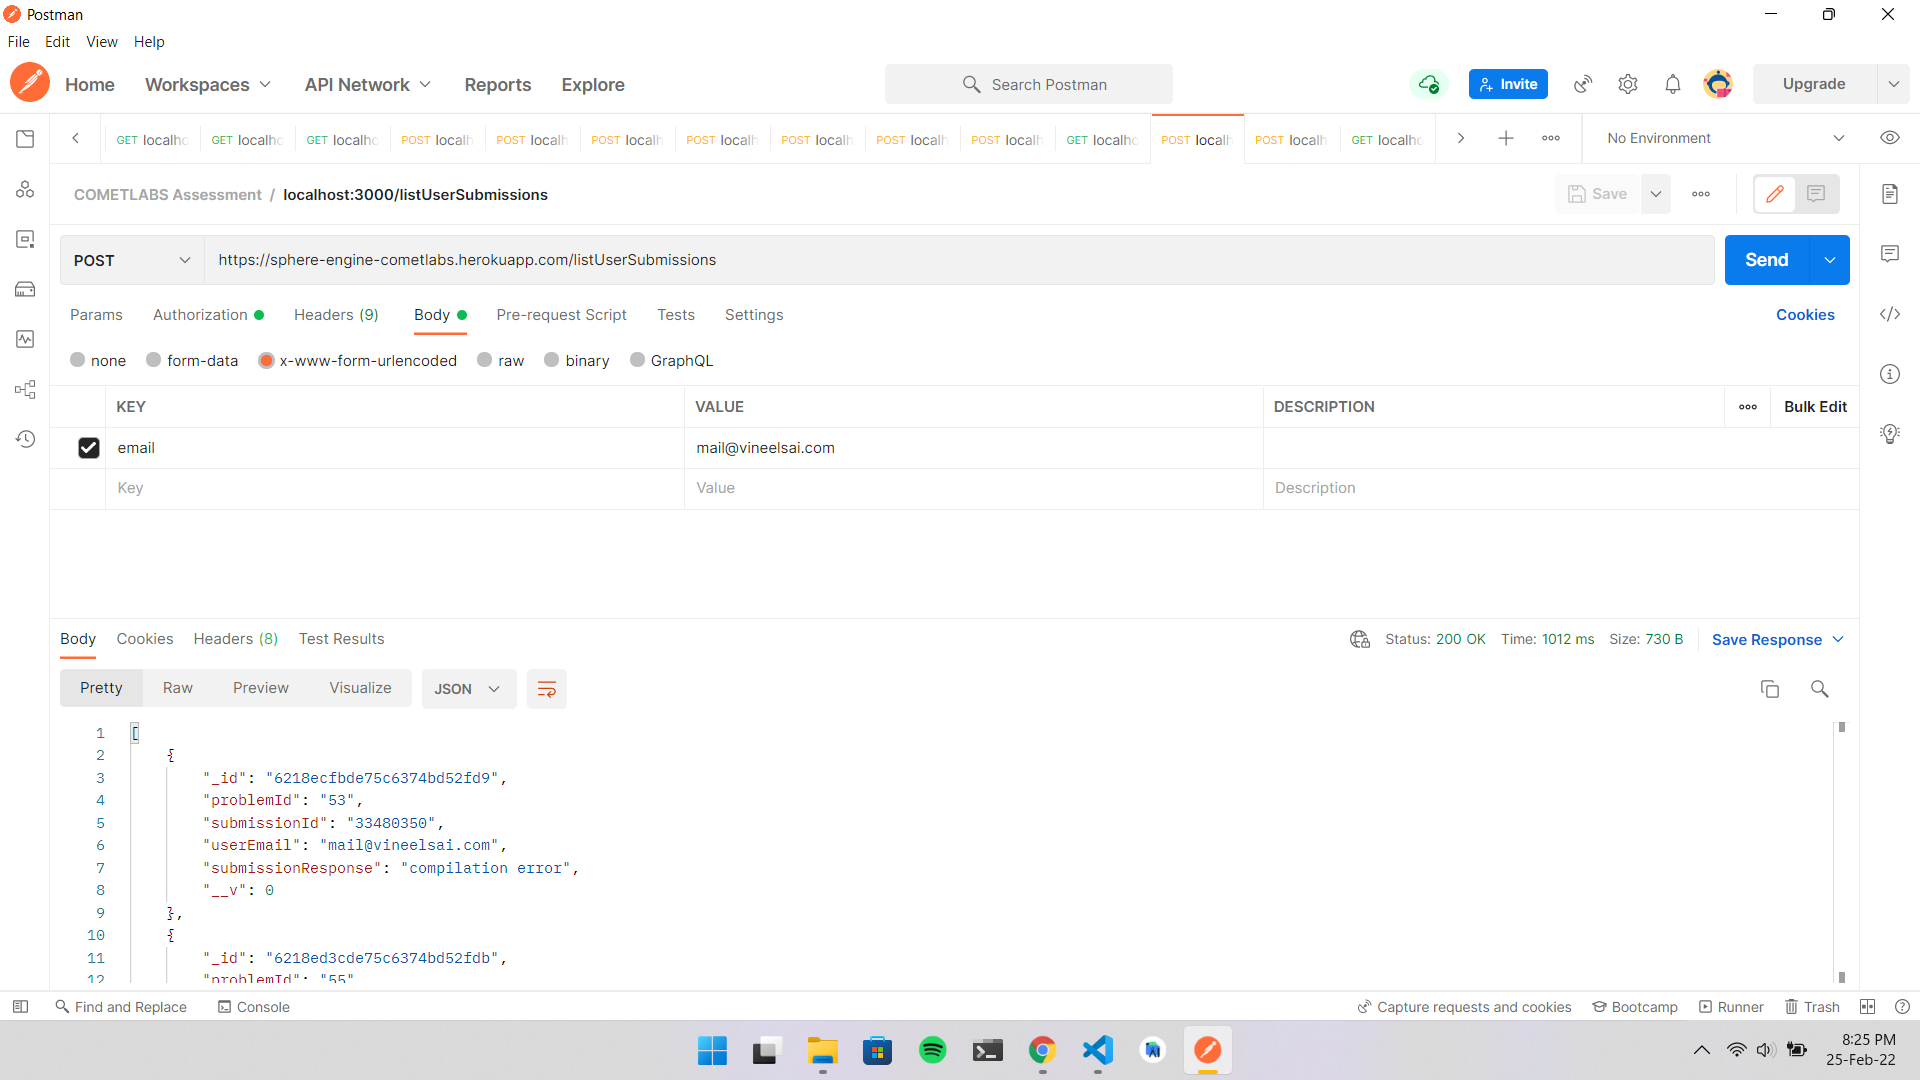 Postman
File Edit View Help
Home Workspaces API Network Reports Explore Search Postman Invite Upgrade
GET localho GET localho GET localho POST localh POST localh POST localh POST localh POST localh POST localh POST localh GET localho POST localh POST localh GET localho No Environment
COMETLABS Assessment / localhost:3000/listUserSubmissions Save
POST https://sphere-engine-cometlabs.herokuapp.com/listUserSubmissions Send
Params Authorization Headers (9) Body Pre-request Script Tests Settings Cookies
none form-data x-www-form-urlencoded raw binary GraphQL
KEY VALUE DESCRIPTION Bulk Edit
email mail@vineelsai.com
Key Value Description
Body Cookies Headers (8) Test Results Status: 200 OK Time: 1012 ms Size: 730 B Save Response
Pretty Raw Preview Visualize JSON
1 [
2 {
3 "_id": "6218ecfbde75c6374bd52fd9",
4 "problemId": "53",
5 "submissionId": "33480350",
6 "userEmail": "mail@vineelsai.com",
7 "submissionResponse": "compilation error",
8 "__v": 0
9 },
10 {
11 "_id": "6218ed3cde75c6374bd52fdb",
12 "problemId": "55"
Find and Replace Console Capture requests and cookies Bootcamp Runner Trash
8:25 PM
25-Feb-22